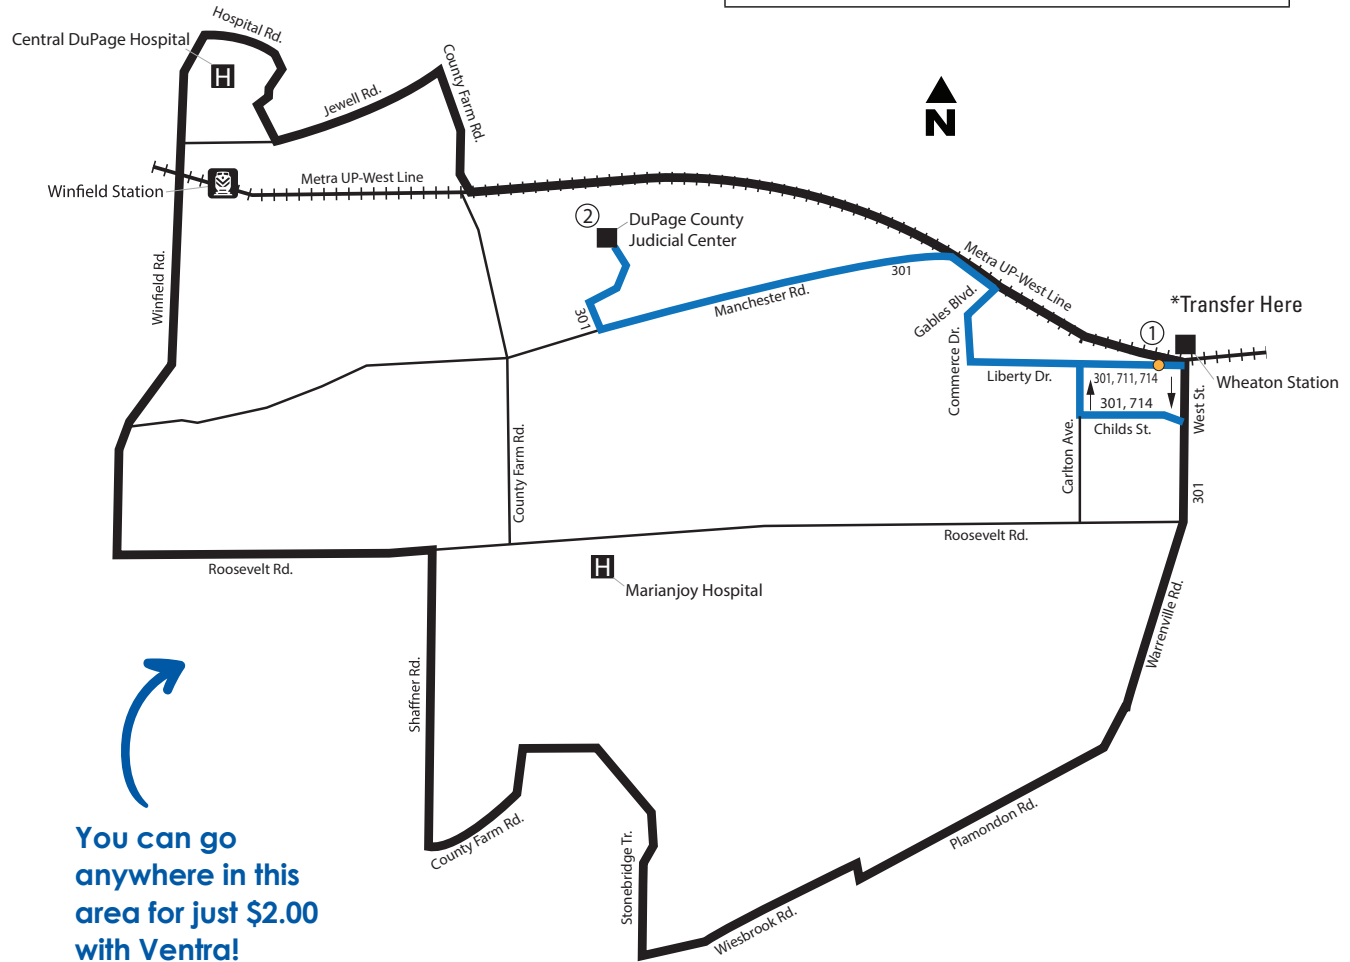 Hospital Rd.
Central DuPage Hospital
H
County Farm Rd.
Jewell Rd.
N
Metra UP-West Line
Winfield Station
2
DuPage County
Judicial Center
Winfield Rd.
301
Metra UP-West Line
Manchester Rd.
301
Gables Blvd.
*Transfer Here
1
Commerce Dr.
Liberty Dr.
301, 711, 714
301, 714
Childs St.
Wheaton Station
West St.
Carlton Ave.
County Farm Rd.
301
Roosevelt Rd.
Roosevelt Rd.
H
Marianjoy Hospital
Warrenville Rd.
Shaffner Rd.
County Farm Rd.
Plamondon Rd.
Stonebridge Tr.
Wiesbrook Rd.
You can go
anywhere in this
area for just $2.00
with Ventra!